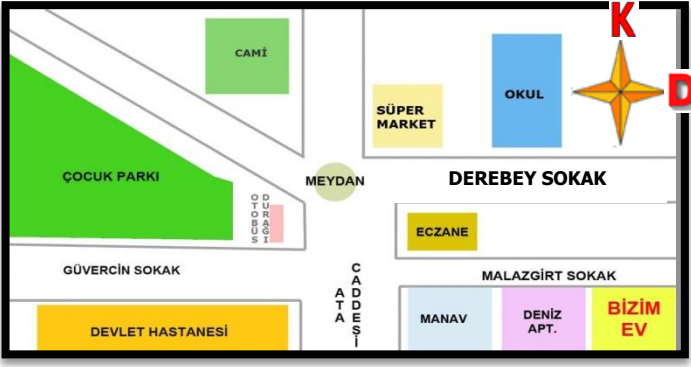 K
D
CAMİ
OKUL
SÜPER
MARKET
ÇOCUK PARKI
MEYDAN
DEREBEY SOKAK
OTOBÜS
DURAĞI
ECZANE
GÜVERCİN SOKAK
ATA
CADDEŞİ
MALAZGİRT SOKAK
DEVLET HASTANESİ
MANAV
DENİZ
APT.
BİZİM
EV